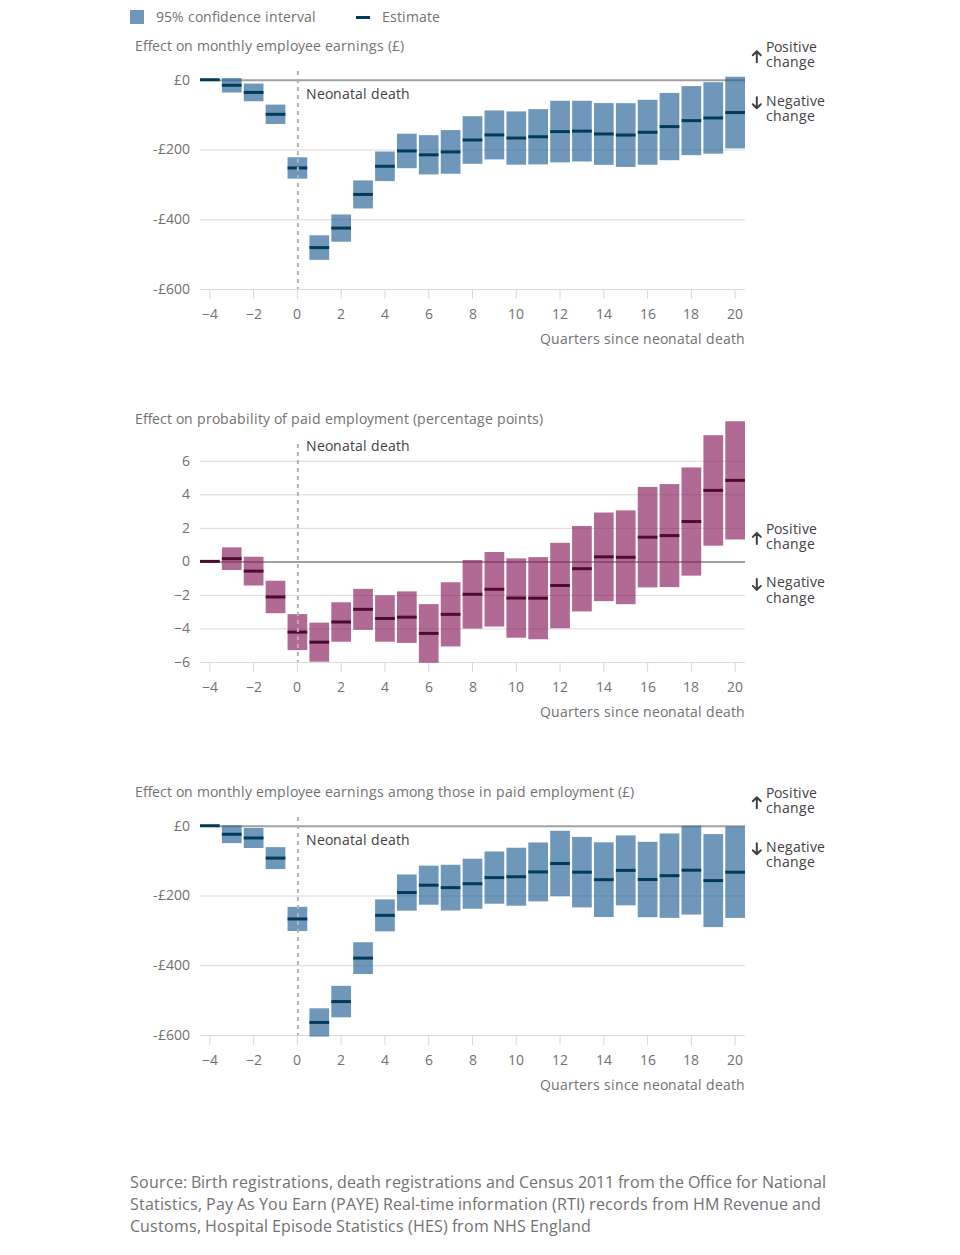 95% confidence interval Estimate
Effect on monthly employee earnings (£)
Positive
change
£0
Neonatal death
Negative
change
-£200
-£400
-£600
−4 −2 0 2 4 6 8 10 12 14 16 18 20
Quarters since neonatal death
Effect on probability of paid employment (percentage points)
Neonatal death
6
4
2
Positive
change
0
Negative
change
−2
−4
−6
−4 −2 0 2 4 6 8 10 12 14 16 18 20
Quarters since neonatal death
Effect on monthly employee earnings among those in paid employment (£)
Positive
change
£0
Neonatal death
Negative
change
-£200
-£400
-£600
−4 −2 0 2 4 6 8 10 12 14 16 18 20
Quarters since neonatal death
Source: Birth registrations, death registrations and Census 2011 from the Office for National
Statistics, Pay As You Earn (PAYE) Real-time information (RTI) records from HM Revenue and
Customs, Hospital Episode Statistics (HES) from NHS England